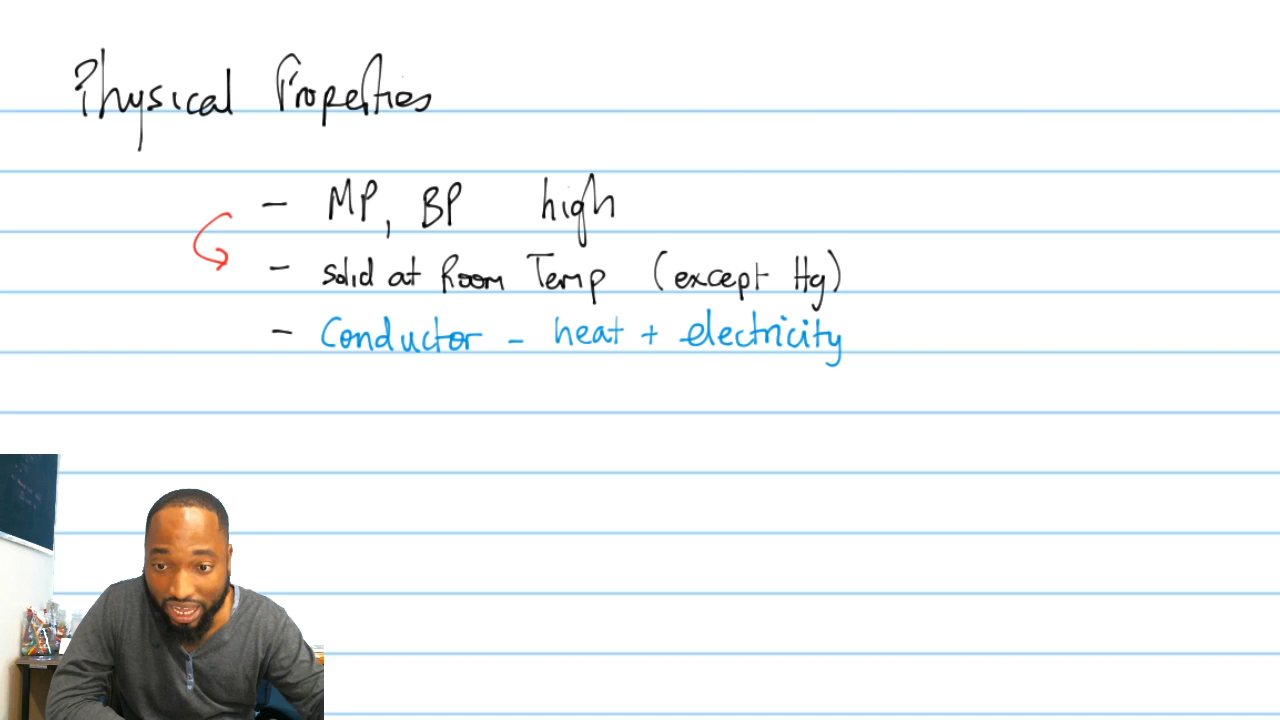 Physical Properties
- MP, BP high
- solid at Room Temp (except Hg)
- Conductor - heat + electricity